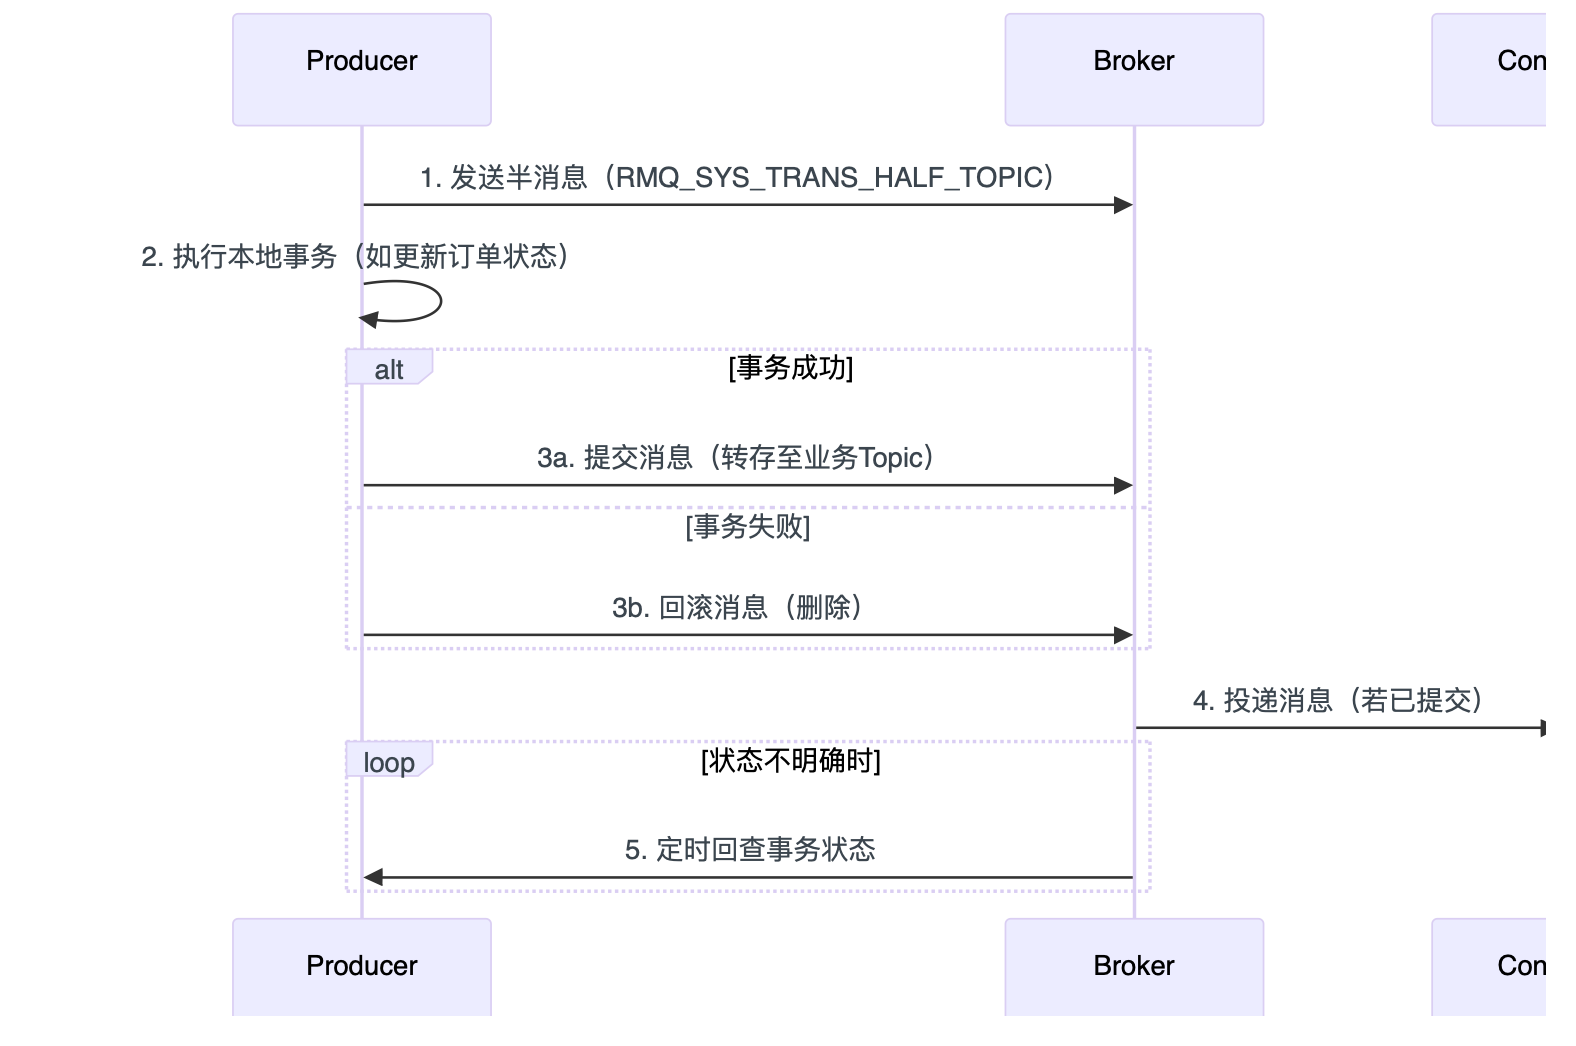 Producer
Broker
Con
1. 发送半消息（RMQ_SYS_TRANS_HALF_TOPIC）
2. 执行本地事务（如更新订单状态）
alt
[事务成功]
3a. 提交消息（转存至业务Topic）
[事务失败]
3b. 回滚消息（删除）
4. 投递消息（若已提交）
loop
[状态不明确时]
5. 定时回查事务状态
Producer
Broker
Con